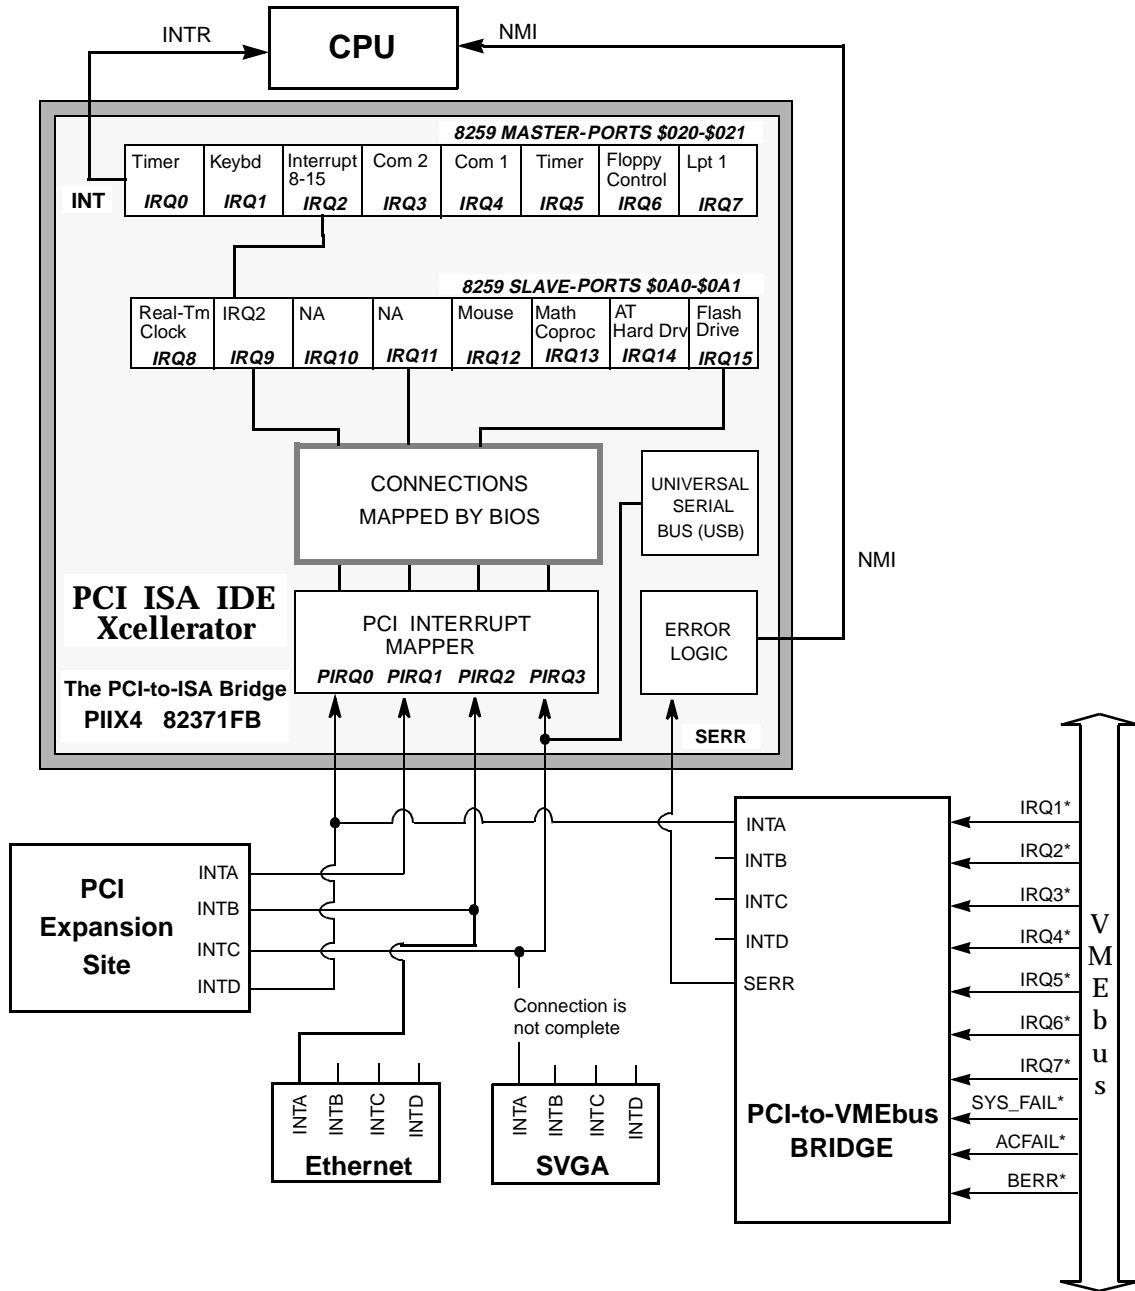 INTR
CPU
NMI
8259 MASTER-PORTS $020-$021
Timer
IRQ0
Keybd
IRQ1
Interrupt
8-15
IRQ2
Com 2
IRQ3
Com 1
IRQ4
Timer
IRQ5
Floppy
Control
IRQ6
Lpt 1
IRQ7
INT
8259 SLAVE-PORTS $0A0-$0A1
Real-Tm
Clock
IRQ8
IRQ2
IRQ9
NA
IRQ10
NA
IRQ11
Mouse
IRQ12
Math
Coproc
IRQ13
AT
Hard Drv
IRQ14
Flash
Drive
IRQ15
CONNECTIONS
MAPPED BY BIOS
UNIVERSAL
SERIAL
BUS (USB)
NMI
PCI ISA IDE
Xcellerator
PCI INTERRUPT
MAPPER
PIRQ0 PIRQ1 PIRQ2 PIRQ3
ERROR
LOGIC
The PCI-to-ISA Bridge
PIIX4 82371FB
SERR
PCI
Expansion
Site
INTA
INTB
INTC
INTD
INTA
INTB
INTC
INTD
SERR
PCI-to-VMEbus
BRIDGE
IRQ1*
IRQ2*
IRQ3*
IRQ4*
IRQ5*
IRQ6*
IRQ7*
SYS_FAIL*
ACFAIL*
BERR*
VMEbus
Connection is
not complete
INTA
INTB
INTC
INTD
Ethernet
INTA
INTB
INTC
INTD
SVGA